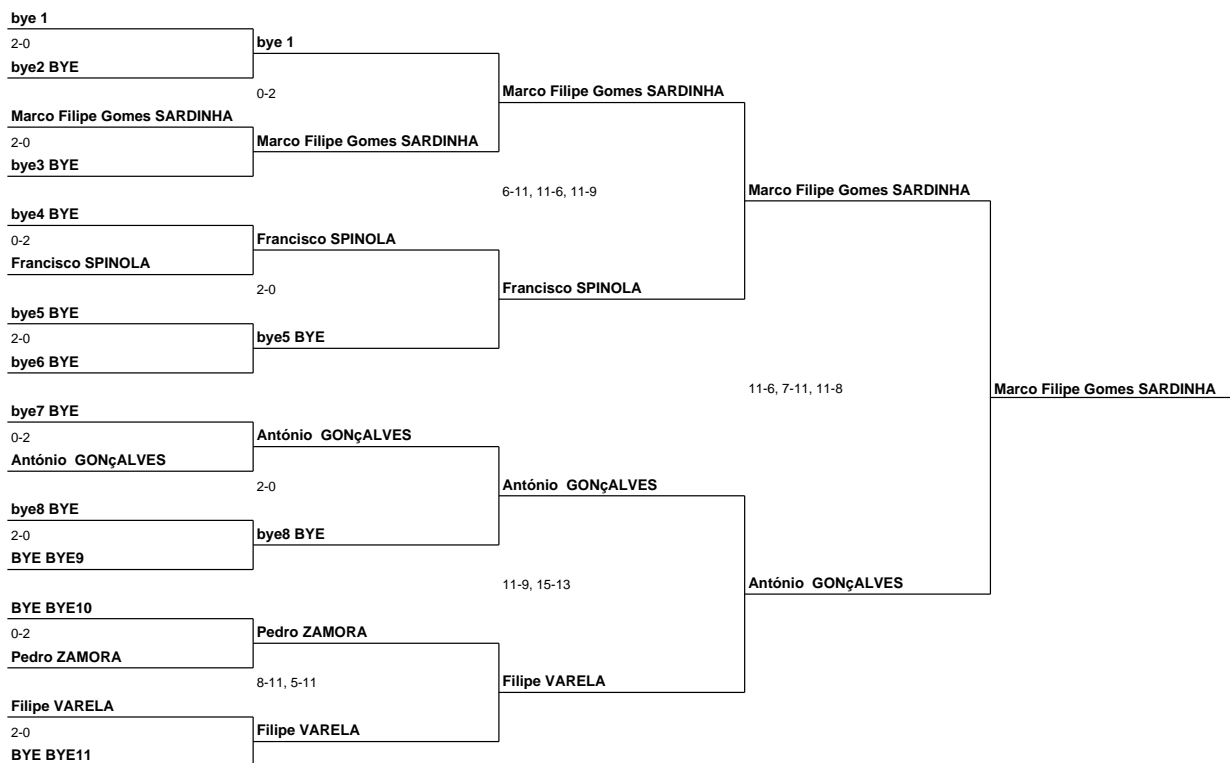 bye 1
2-0
bye 1
bye2 BYE
0-2
Marco Filipe Gomes SARDINHA
Marco Filipe Gomes SARDINHA
2-0
Marco Filipe Gomes SARDINHA
bye3 BYE
6-11, 11-6, 11-9
Marco Filipe Gomes SARDINHA
bye4 BYE
0-2
Francisco SPINOLA
Francisco SPINOLA
2-0
Francisco SPINOLA
bye5 BYE
2-0
bye5 BYE
bye6 BYE
11-6, 7-11, 11-8
Marco Filipe Gomes SARDINHA
bye7 BYE
0-2
António  GONçALVES
António  GONçALVES
2-0
António  GONçALVES
bye8 BYE
2-0
bye8 BYE
BYE BYE9
11-9, 15-13
António  GONçALVES
BYE BYE10
0-2
Pedro ZAMORA
Pedro ZAMORA
8-11, 5-11
Filipe VARELA
Filipe VARELA
2-0
Filipe VARELA
BYE BYE11